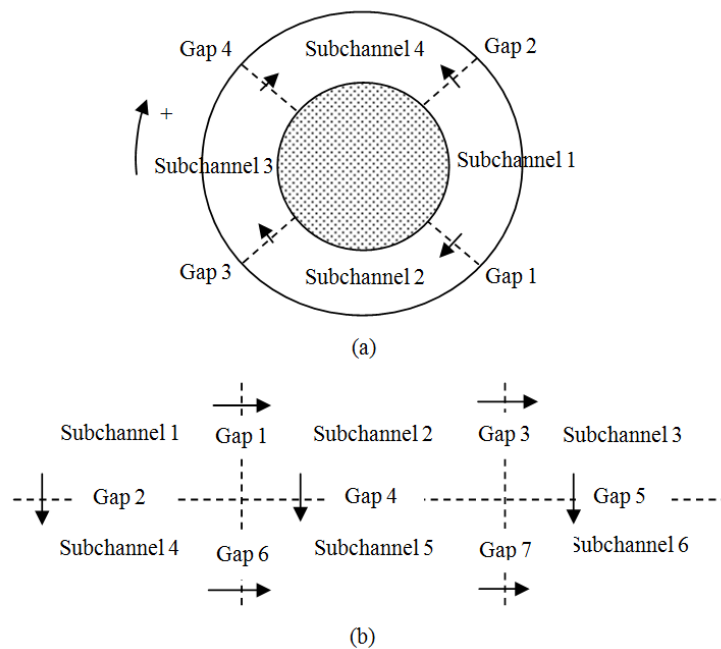 Gap 4
Subchannel 4
Gap 2
+
Subchannel 3
Subchannel 1
Gap 3
Subchannel 2
Gap 1
(a)
Subchannel 1
Gap 1
Subchannel 2
Gap 3
Subchannel 3
Gap 2
Gap 4
Gap 5
Subchannel 4
Gap 6
Subchannel 5
Gap 7
Subchannel 6
(b)